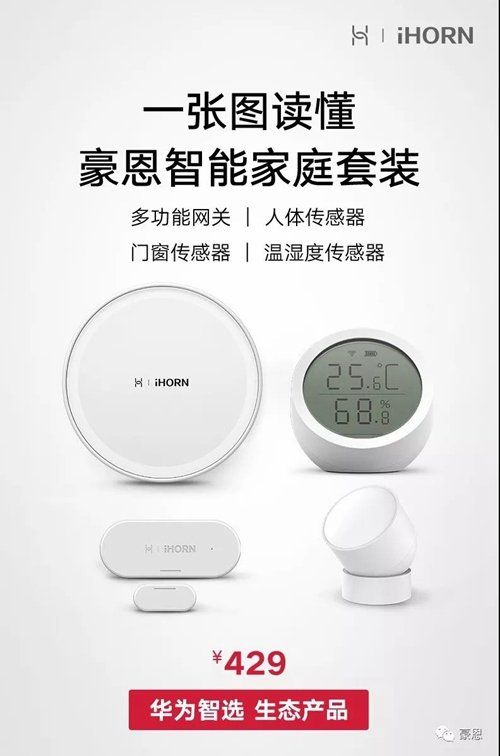 iHORN
一张图读懂
豪恩智能家庭套装
多功能网关 | 人体传感器
门窗传感器 | 温湿度传感器
iHORN
25.6℃
68.8%
iHORN
¥429
华为智选 生态产品
豪恩